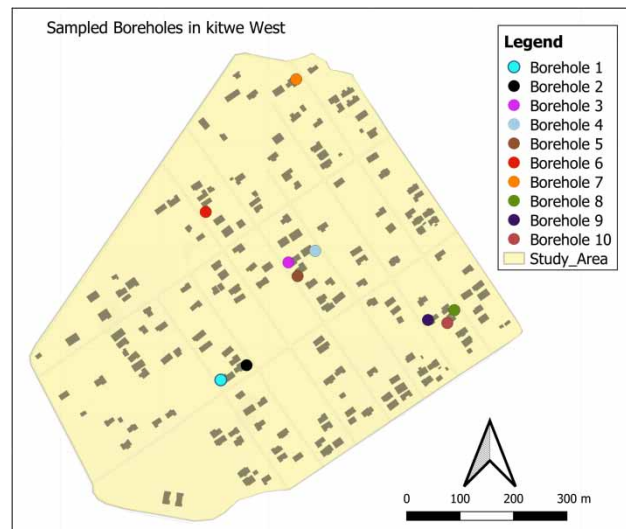 Sampled Boreholes in kitwe West
Legend
Borehole 1
Borehole 2
Borehole 3
Borehole 4
Borehole 5
Borehole 6
Borehole 7
Borehole 8
Borehole 9
Borehole 10
Study_Area
0 100 200 300 m